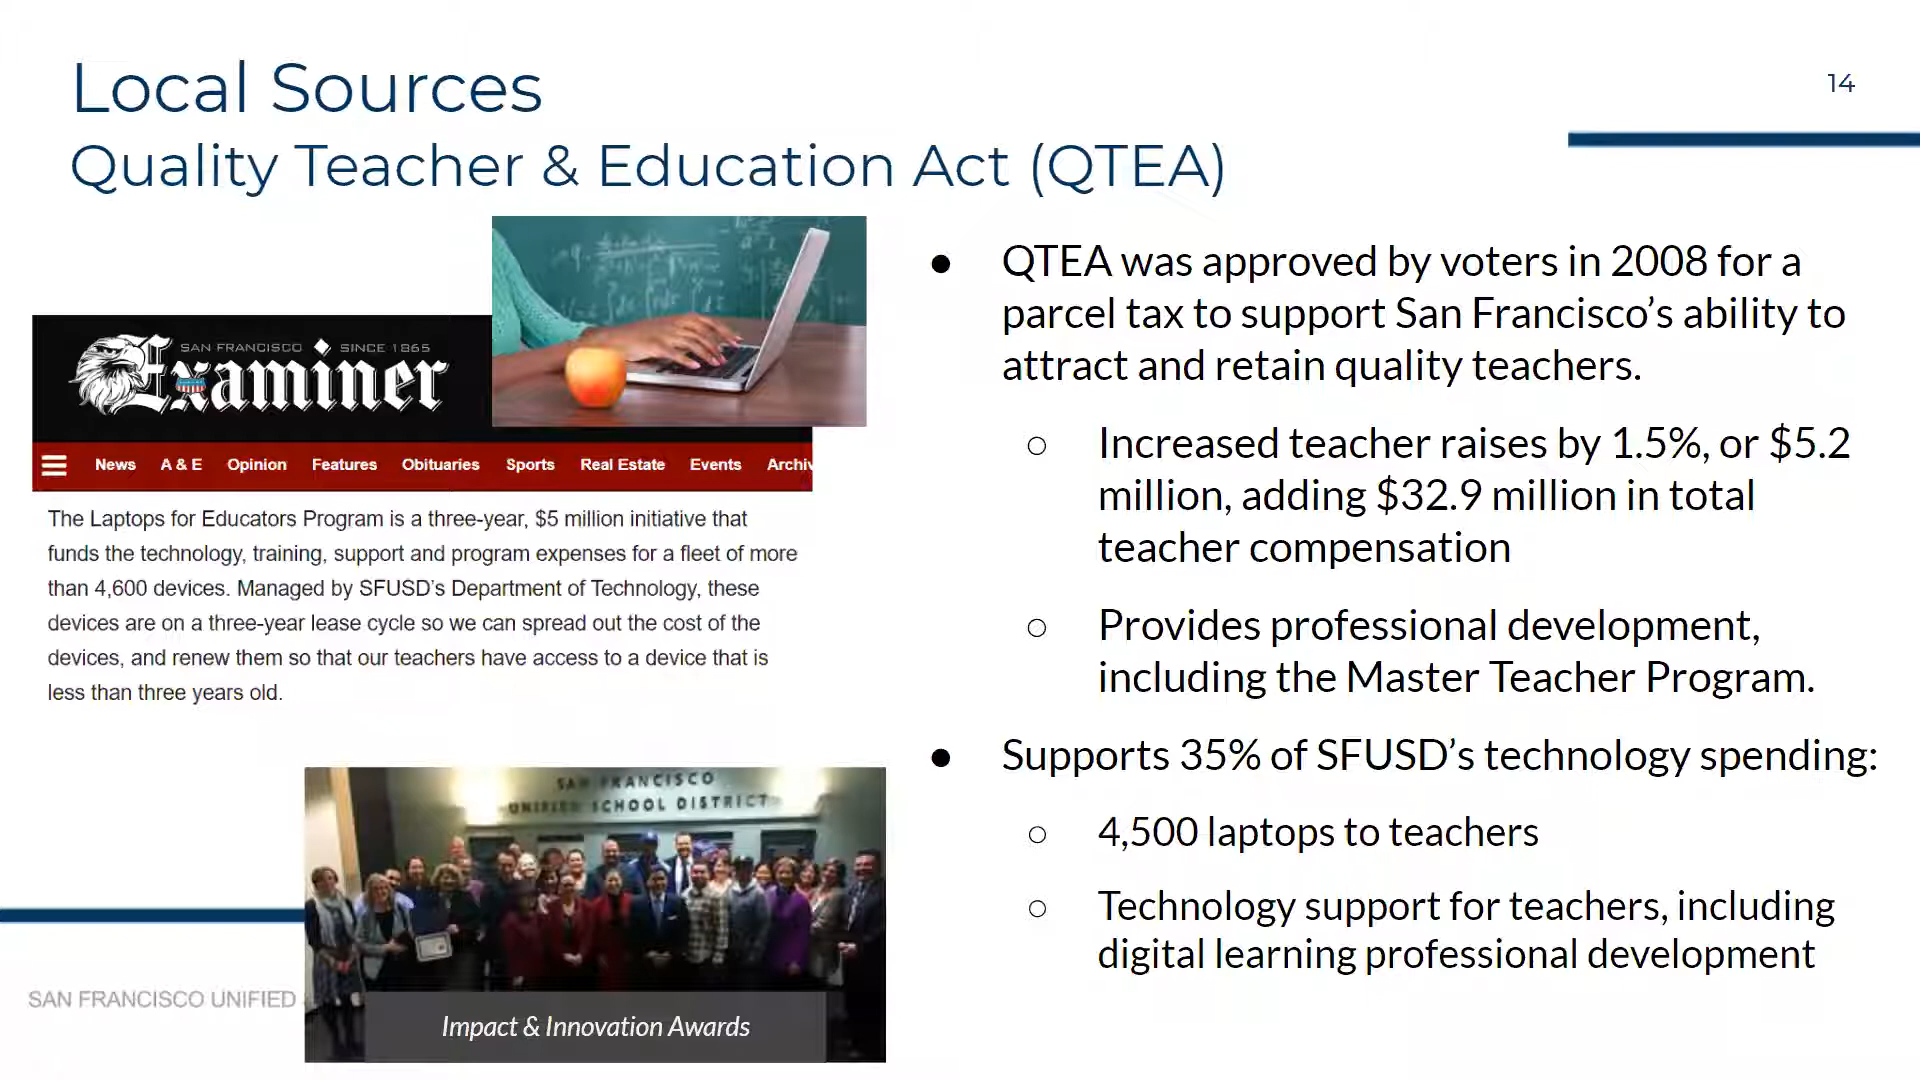 Local Sources
14
Quality Teacher & Education Act (QTEA)
SAN FRANCISCO SINCE 1865
Examiner
News A & E Opinion Features Obituaries Sports Real Estate Events Archiv
The Laptops for Educators Program is a three-year, $5 million initiative that
funds the technology, training, support and program expenses for a fleet of more
than 4,600 devices. Managed by SFUSD's Department of Technology, these
devices are on a three-year lease cycle so we can spread out the cost of the
devices, and renew them so that our teachers have access to a device that is
less than three years old.
SAN FRANCISCO
UNIFIED SCHOOL DISTRICT
Impact & Innovation Awards
SAN FRANCISCO UNIFIED
● QTEA was approved by voters in 2008 for a
parcel tax to support San Francisco’s ability to
attract and retain quality teachers.
○ Increased teacher raises by 1.5%, or $5.2
million, adding $32.9 million in total
teacher compensation
○ Provides professional development,
including the Master Teacher Program.
● Supports 35% of SFUSD’s technology spending:
○ 4,500 laptops to teachers
○ Technology support for teachers, including
digital learning professional development